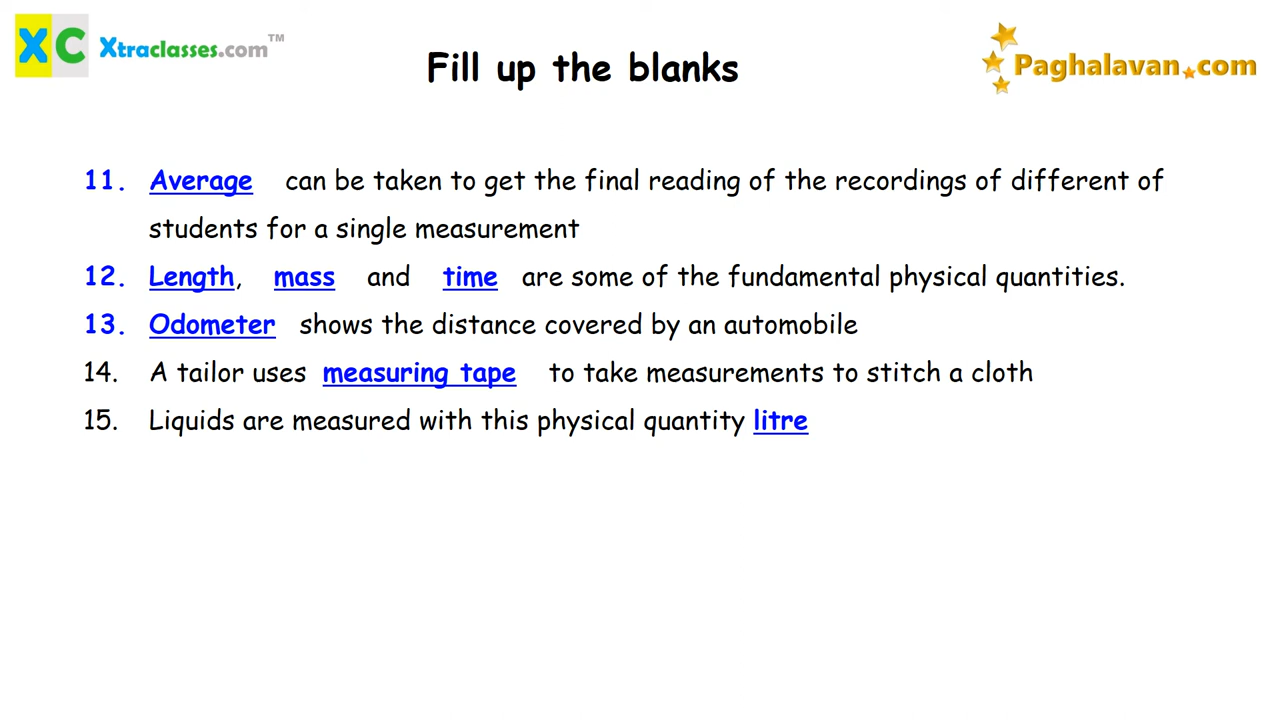 XC Xtraclasses.com™
Fill up the blanks
Paghalavan.com
11. Average can be taken to get the final reading of the recordings of different of
students for a single measurement
12. Length, mass and time are some of the fundamental physical quantities.
13. Odometer shows the distance covered by an automobile
14. A tailor uses measuring tape to take measurements to stitch a cloth
15. Liquids are measured with this physical quantity litre